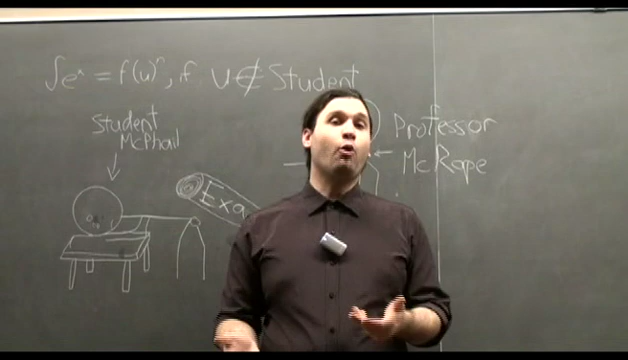 ∫eˣ = f(u)ⁿ, if U∉Student
Student
McPhail
Professor
McRape
Exa